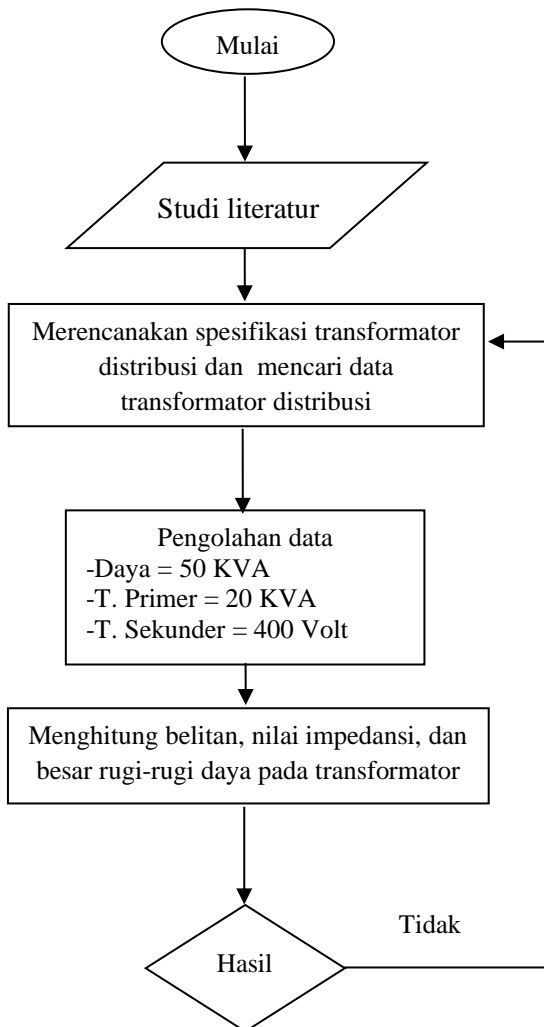 Mulai
Studi literatur
Merencanakan spesifikasi transformator
distribusi dan mencari data
transformator distribusi
Pengolahan data
-Daya = 50 KVA
-T. Primer = 20 KVA
-T. Sekunder = 400 Volt
Menghitung belitan, nilai impedansi, dan
besar rugi-rugi daya pada transformator
Tidak
Hasil